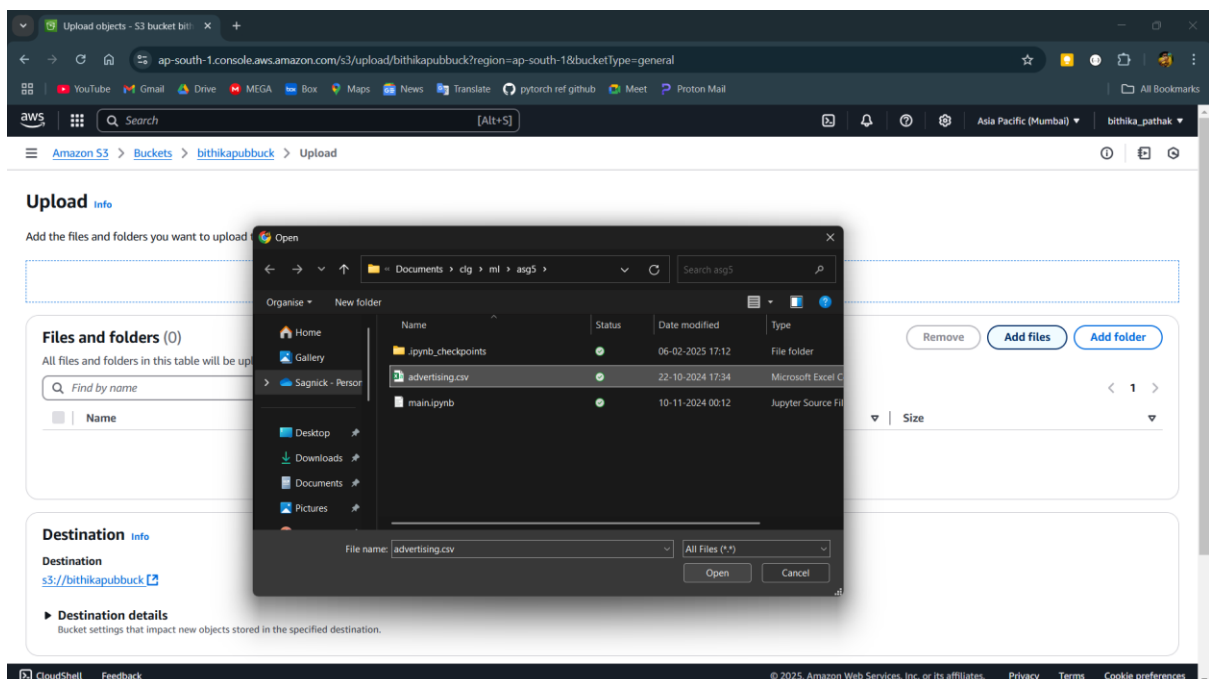 Upload objects - S3 bucket bith
ap-south-1.console.aws.amazon.com/s3/upload/bithikapubbuck?region=ap-south-1&bucketType=general
YouTube Gmail Drive MEGA box Box Maps News Translate pytorch ref github Meet Proton Mail All Bookmarks
aws Search [Alt+S] Asia Pacific (Mumbai) bithika_pathak
Amazon S3 > Buckets > bithikapubbuck > Upload
Upload Info
Add the files and folders you want to upload t
Open
Documents > clg > ml > asg5 > Search asg5
Organise New folder
Name Status Date modified Type
Home
Gallery
Sagnick - Person
Desktop
Downloads
Documents
Pictures
.ipynb_checkpoints 06-02-2025 17:12 File folder
advertising.csv 22-10-2024 17:34 Microsoft Excel C
main.ipynb 10-11-2024 00:12 Jupyter Source Fil
File name: advertising.csv All Files (*.*)
Open Cancel
Files and folders (0) Remove Add files Add folder
All files and folders in this table will be upl
Find by name < 1 >
Name Size
Destination Info
Destination
s3://bithikapubbuck
Destination details
Bucket settings that impact new objects stored in the specified destination.
CloudShell Feedback © 2025, Amazon Web Services, Inc. or its affiliates. Privacy Terms Cookie preferences